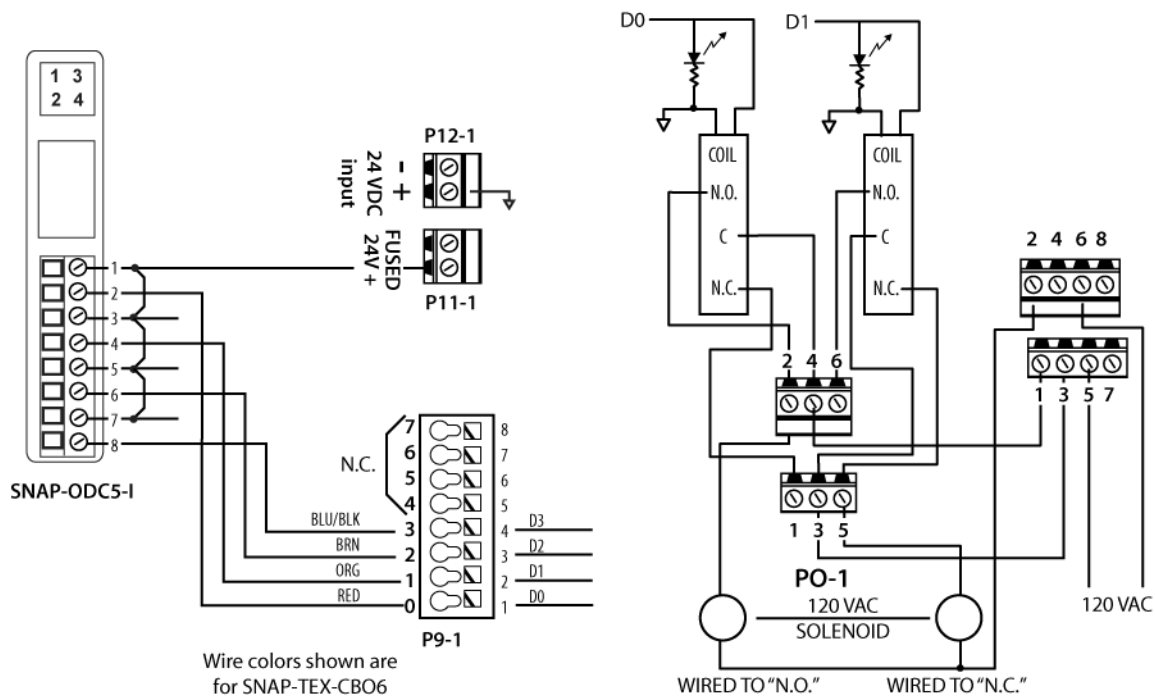 1 3
2 4
1
2
3
4
5
6
7
8
SNAP-ODC5-I
P12-1
-
+
24 VDC
input
FUSED
24V +
P11-1
7
6
5
4
3
2
1
0
N.C.
BLU/BLK
BRN
ORG
RED
8
7
6
5
4
3
2
1
D3
D2
D1
D0
P9-1
Wire colors shown are
for SNAP-TEX-CBO6
D0
D1
COIL
N.O.
C
N.C.
COIL
N.O.
C
N.C.
2 4 6
1 3 5
PO-1
2 4 6 8
1 3 5 7
120 VAC
SOLENOID
120 VAC
WIRED TO "N.O."
WIRED TO "N.C."